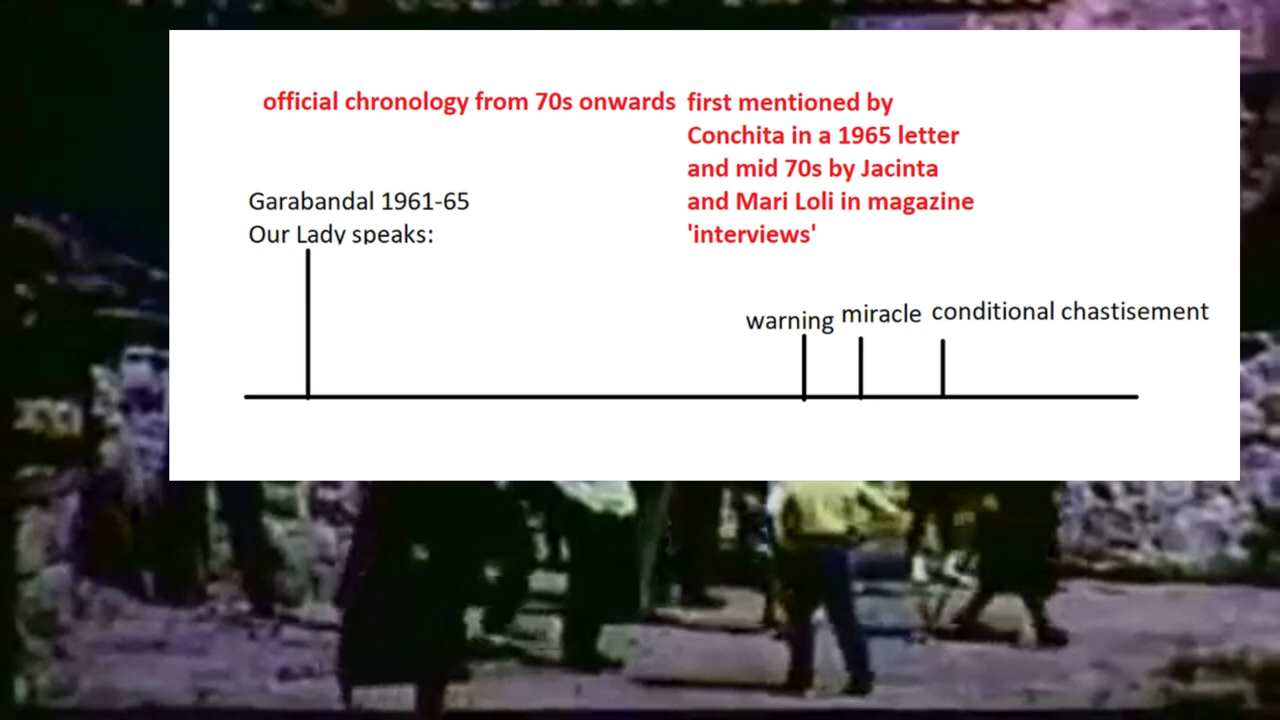 official chronology from 70s onwards
first mentioned by
Conchita in a 1965 letter
and mid 70s by Jacinta
and Mari Loli in magazine
'interviews'
Garabandal 1961-65
Our Lady speaks:
warning
miracle
conditional chastisement